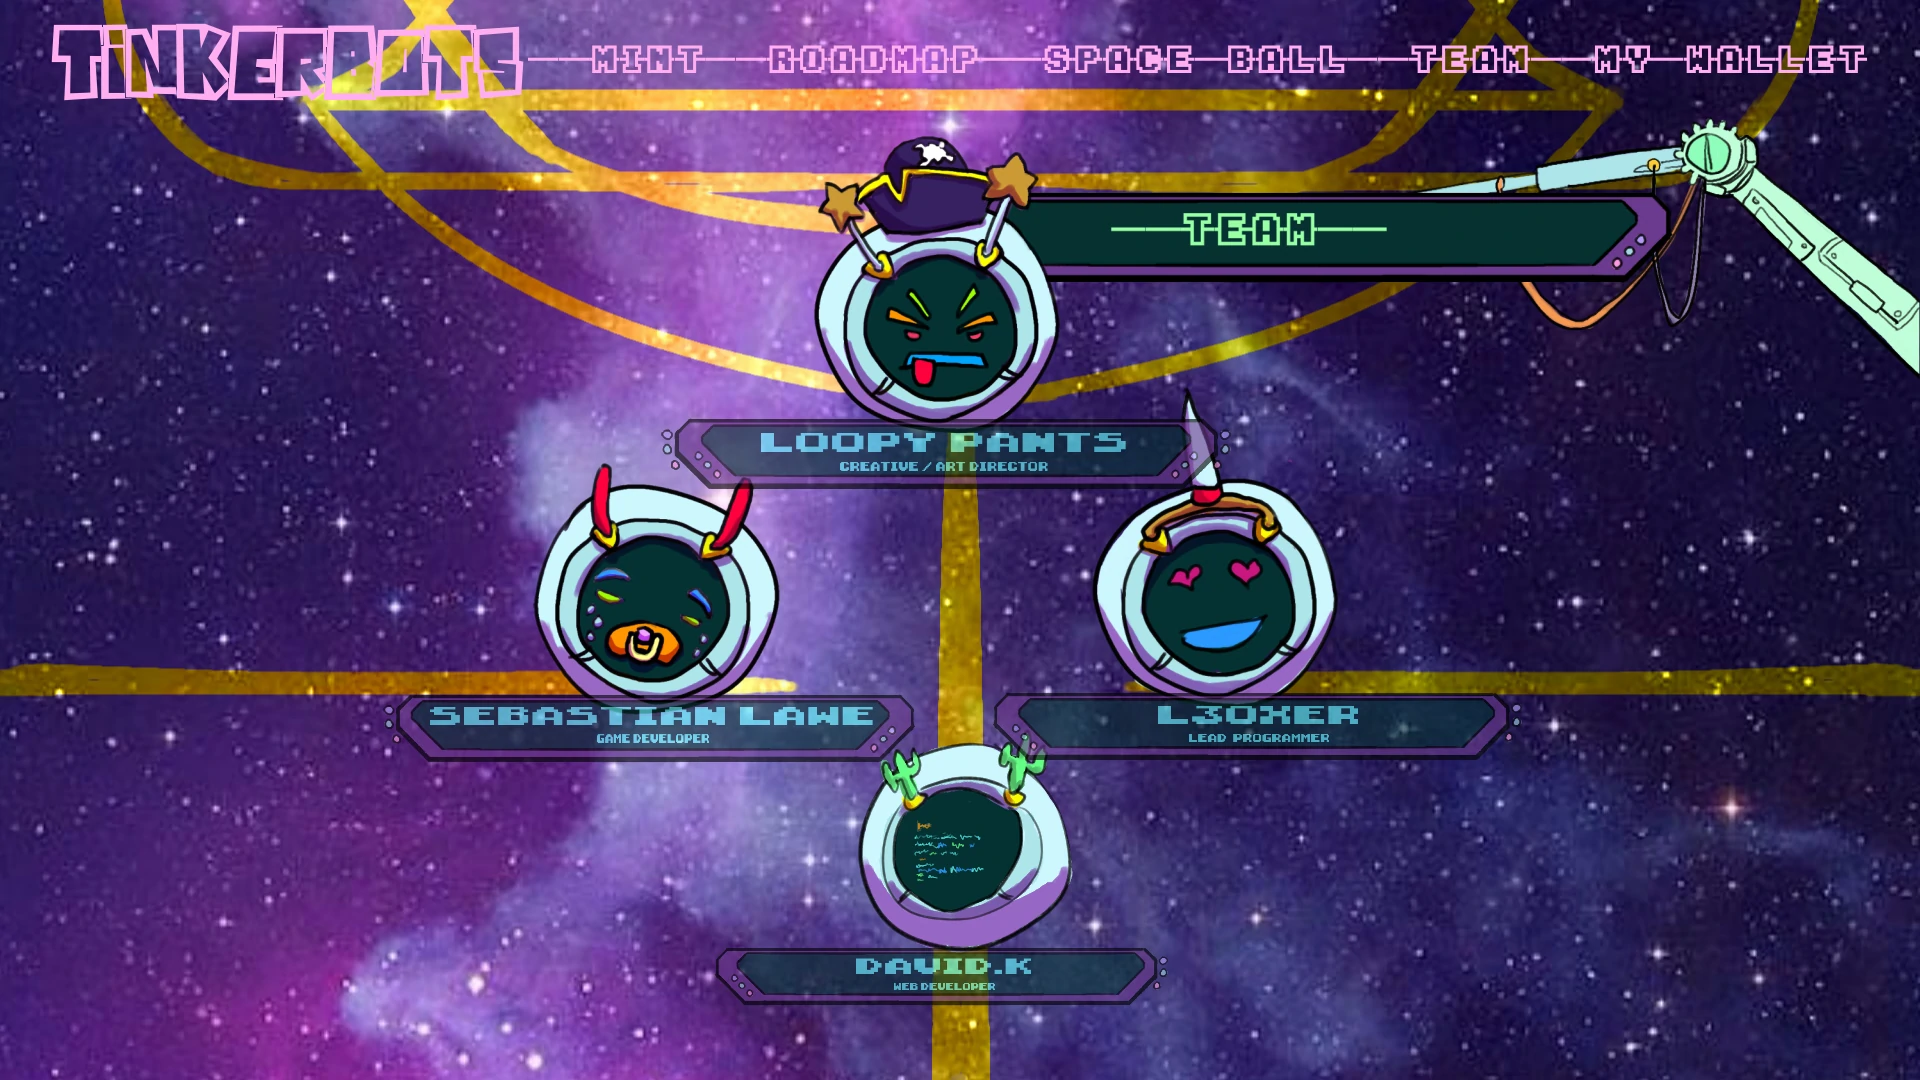 TiNKERBOTS
MINT ROADMAP SPACE BALL TEAM MY WALLET
TEAM
LOOPY PANTS
CREATIVE / ART DIRECTOR
SEBASTIAN LAWE
GAME DEVELOPER
L3OXER
LEAD PROGRAMMER
DAVID.K
WEB DEVELOPER